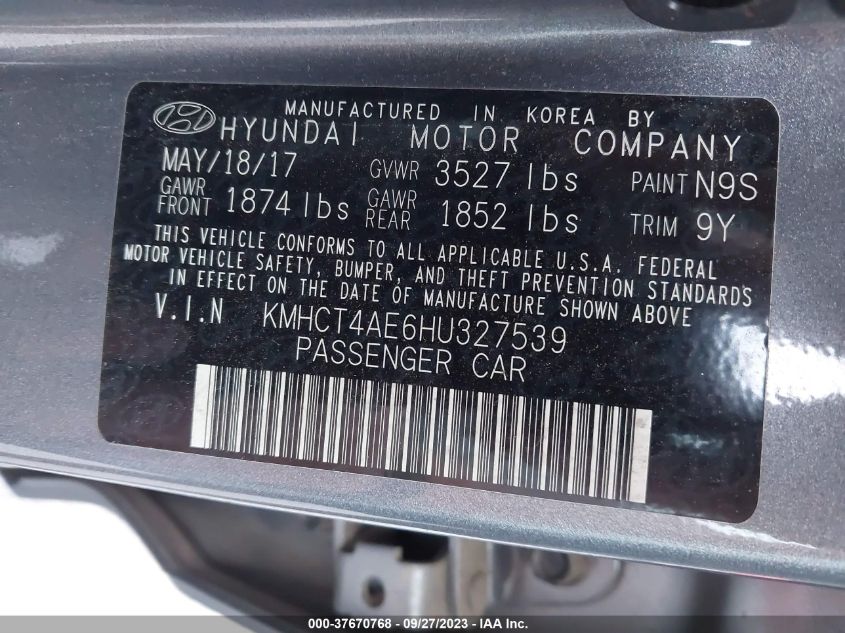 MANUFACTURED IN KOREA BY
HYUNDAI MOTOR COMPANY
MAY/18/17 GVWR 3527 lbs PAINT N9S
GAWR FRONT 1874 lbs GAWR REAR 1852 lbs TRIM 9Y
THIS VEHICLE CONFORMS TO ALL APPLICABLE U.S.A. FEDERAL
MOTOR VEHICLE SAFETY, BUMPER, AND THEFT PREVENTION STANDARDS
IN EFFECT ON THE DATE OF MANUFACTURE SHOWN ABOVE
V.I.N KMHCT4AE6HU327539
PASSENGER CAR
000-37670768 - 09/27/2023 - IAA Inc.